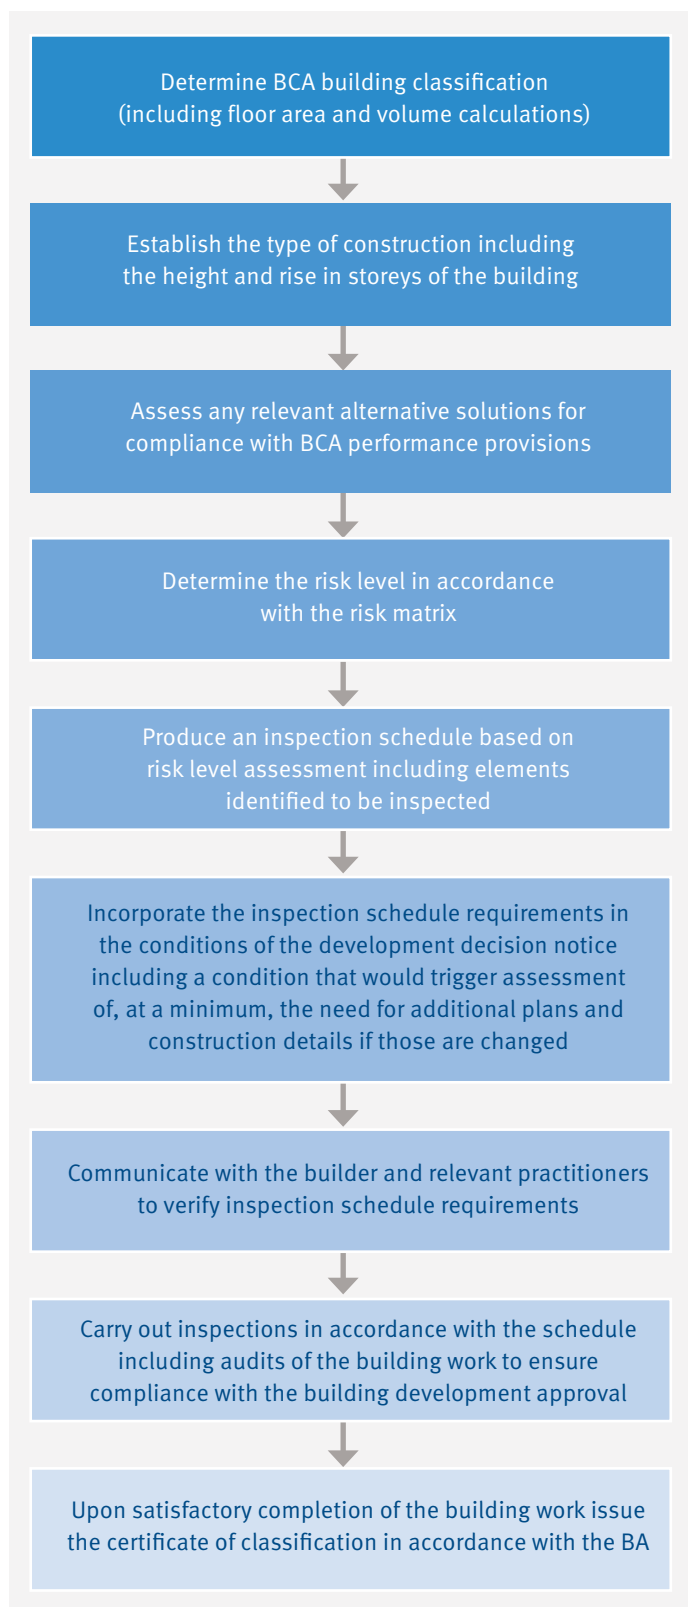 Determine BCA building classification
(including floor area and volume calculations)
Establish the type of construction including
the height and rise in storeys of the building
Assess any relevant alternative solutions for
compliance with BCA performance provisions
Determine the risk level in accordance
with the risk matrix
Produce an inspection schedule based on
risk level assessment including elements
identified to be inspected
Incorporate the inspection schedule requirements in
the conditions of the development decision notice
including a condition that would trigger assessment
of, at a minimum, the need for additional plans and
construction details if those are changed
Communicate with the builder and relevant practitioners
to verify inspection schedule requirements
Carry out inspections in accordance with the schedule
including audits of the building work to ensure
compliance with the building development approval
Upon satisfactory completion of the building work issue
the certificate of classification in accordance with the BA